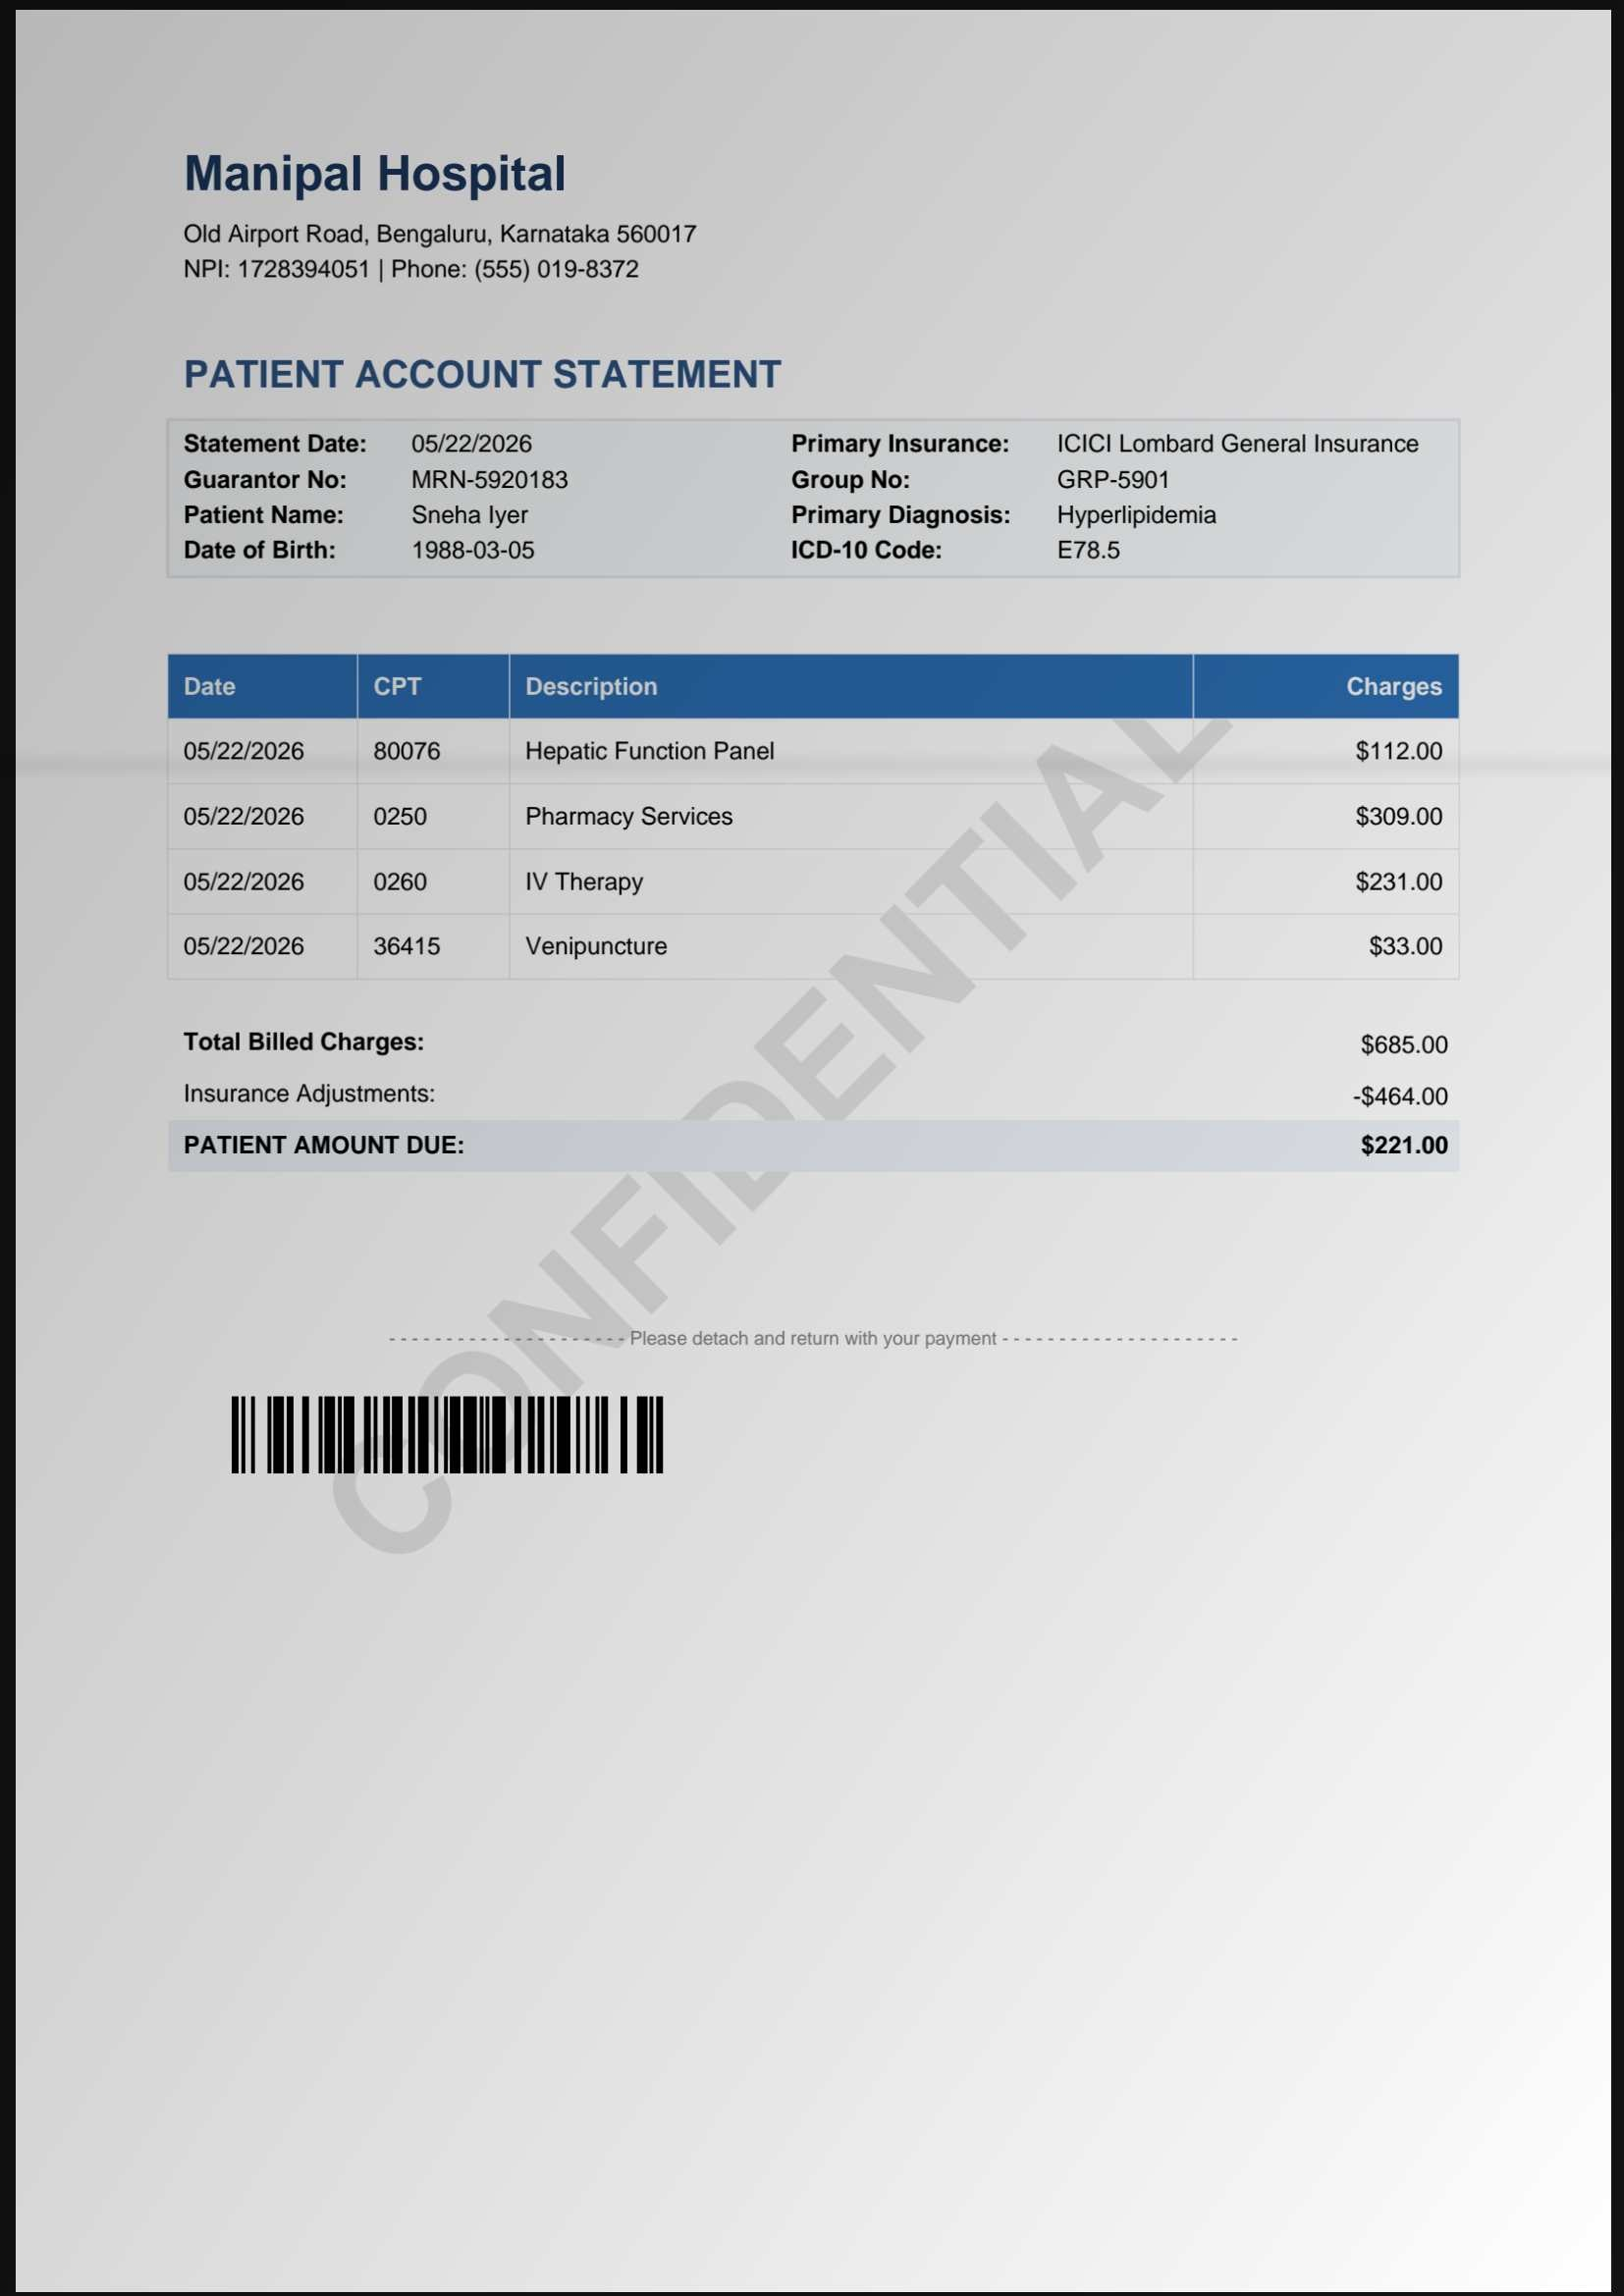 Manipal Hospital
Old Airport Road, Bengaluru, Karnataka 560017
NPI: 1728394051 | Phone: (555) 019-8372
PATIENT ACCOUNT STATEMENT
Statement Date: 05/22/2026 Primary Insurance: ICICI Lombard General Insurance
Guarantor No: MRN-5920183 Group No: GRP-5901
Patient Name: Sneha Iyer Primary Diagnosis: Hyperlipidemia
Date of Birth: 1988-03-05 ICD-10 Code: E78.5
Date CPT Description Charges
05/22/2026 80076 Hepatic Function Panel $112.00
05/22/2026 0250 Pharmacy Services $309.00
05/22/2026 0260 IV Therapy $231.00
05/22/2026 36415 Venipuncture $33.00
Total Billed Charges: $685.00
Insurance Adjustments: -$464.00
PATIENT AMOUNT DUE: $221.00
CONFIDENTIAL
- - - - - - - - - - - - - - - - - - - - - Please detach and return with your payment - - - - - - - - - - - - - - - - - - - - -